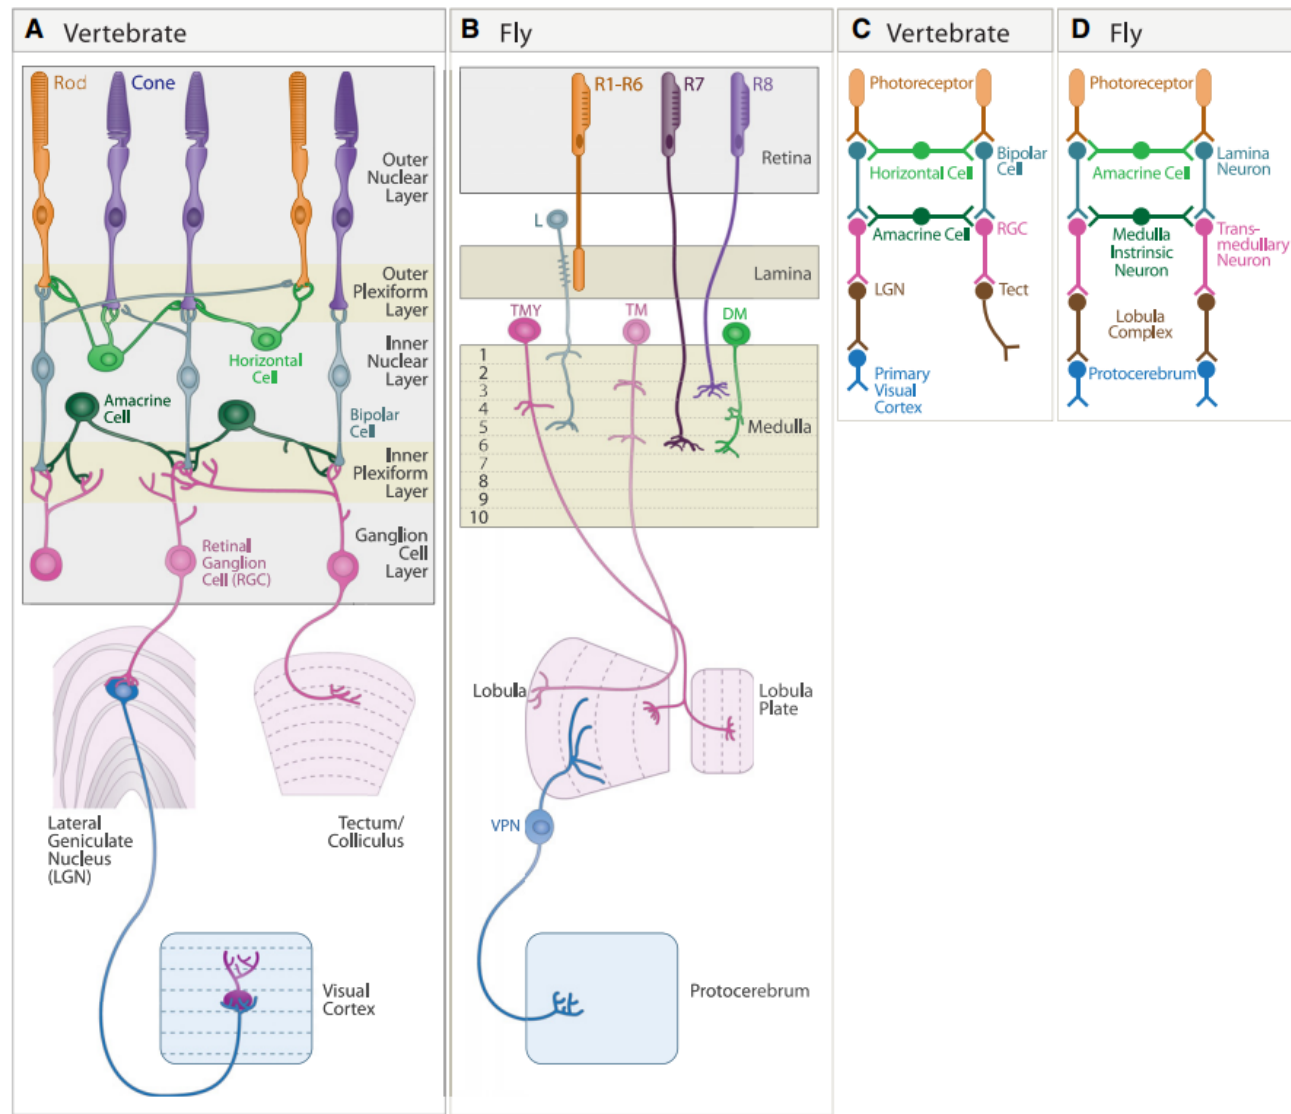 A Vertebrate
Rod
Cone
Outer
Nuclear
Layer
Outer
Plexiform
Layer
Inner
Nuclear
Layer
Horizontal
Cell
Amacrine
Cell
Bipolar
Cell
Inner
Plexiform
Layer
Retinal
Ganglion
Cell (RGC)
Ganglion
Cell
Layer
Lateral
Geniculate
Nucleus
(LGN)
Tectum/
Colliculus
Visual
Cortex
B Fly
R1-R6
R7
R8
Retina
L
Lamina
TMY
TM
DM
1
2
3
4
5
6
7
8
9
10
Medulla
Lobula
Lobula
Plate
VPN
Protocerebrum
C Vertebrate
Photoreceptor
Bipolar
Cell
Horizontal Cell
Amacrine Cell
RGC
LGN
Tect
Primary
Visual
Cortex
D Fly
Photoreceptor
Lamina
Neuron
Amacrine Cell
Medulla
Instrinsic
Neuron
Trans-
medullary
Neuron
Lobula
Complex
Protocerebrum